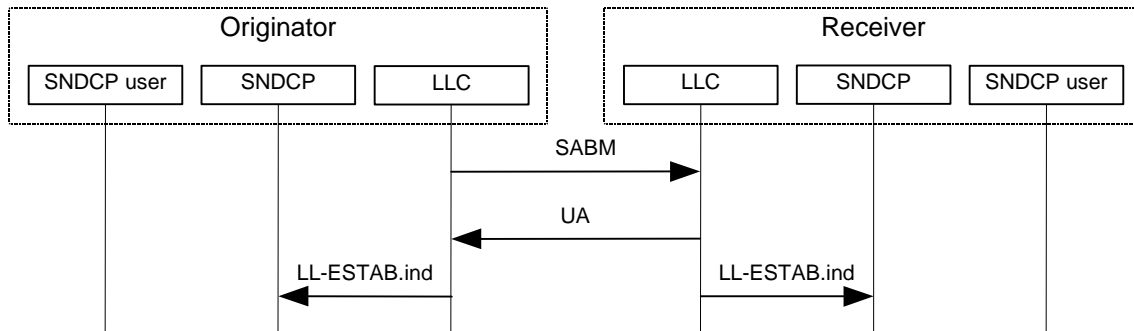 Originator
Receiver
SNDCP user
SNDCP
LLC
LLC
SNDCP
SNDCP user
SABM
UA
LL-ESTAB.ind
LL-ESTAB.ind